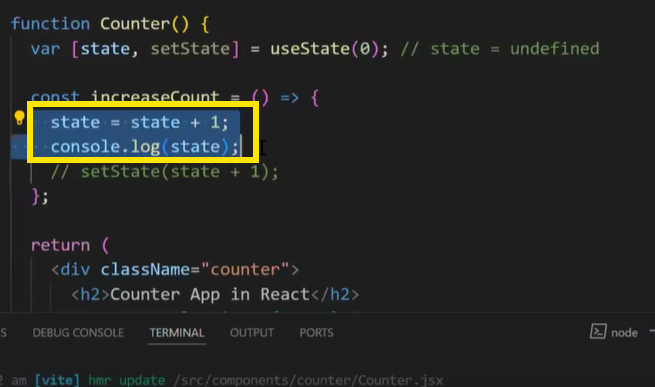 function Counter() {
var [state, setState] = useState(0); // state = undefined
const increaseCount = () => {
state = state + 1;
console.log(state);
// setState(state + 1);
};
return (
<div className="counter">
<h2>Counter App in React</h2>
S DEBUG CONSOLE TERMINAL OUTPUT PORTS node
2 am [vite] hmr update /src/components/counter/Counter.jsx